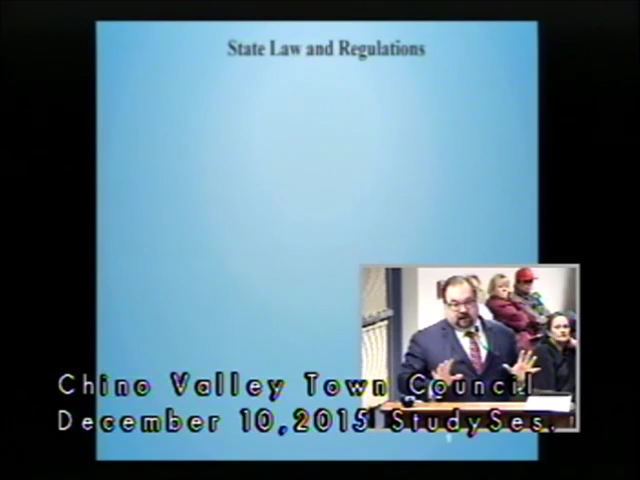 State Law and Regulations
Chino Valley Town Council
December 10,2015 StudySes.